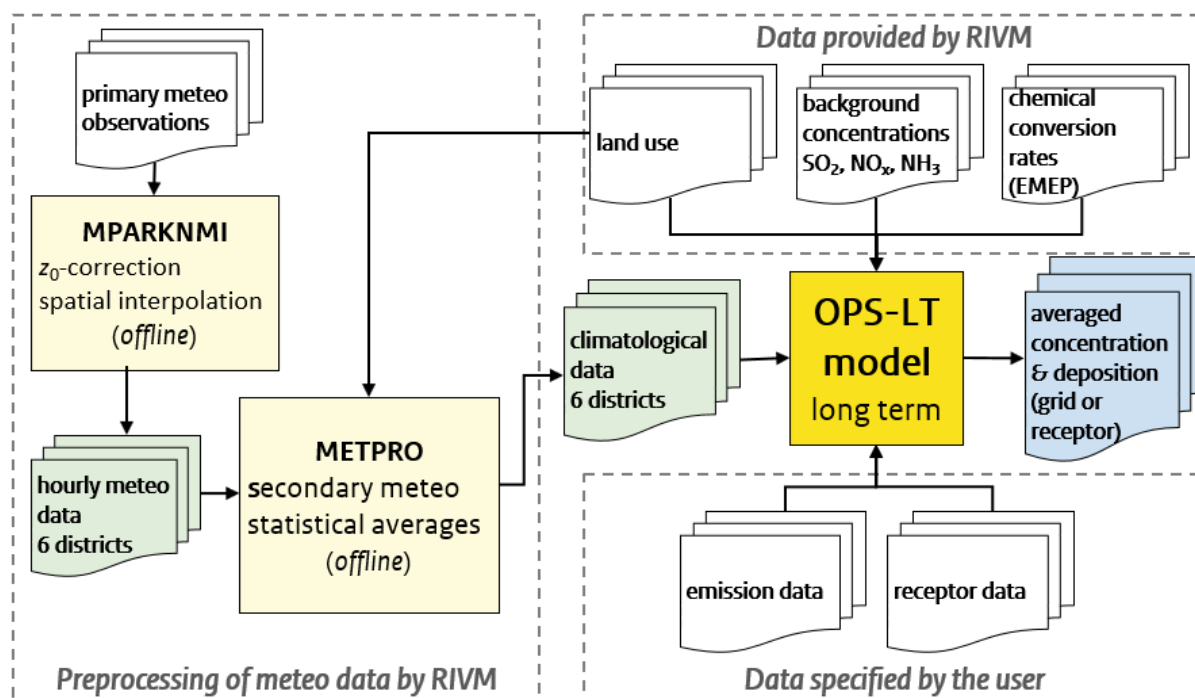 primary meteo
observations
MPARKNMI
z₀-correction
spatial interpolation
(offline)
hourly meteo
data
6 districts
METPRO
secondary meteo
statistical averages
(offline)
Preprocessing of meteo data by RIVM
Data provided by RIVM
land use
background
concentrations
SO₂, NOₓ, NH₃
chemical
conversion
rates
(EMEP)
climatological
data
6 districts
OPS-LT
model
long term
averaged
concentration
& deposition
(grid or
receptor)
emission data
receptor data
Data specified by the user